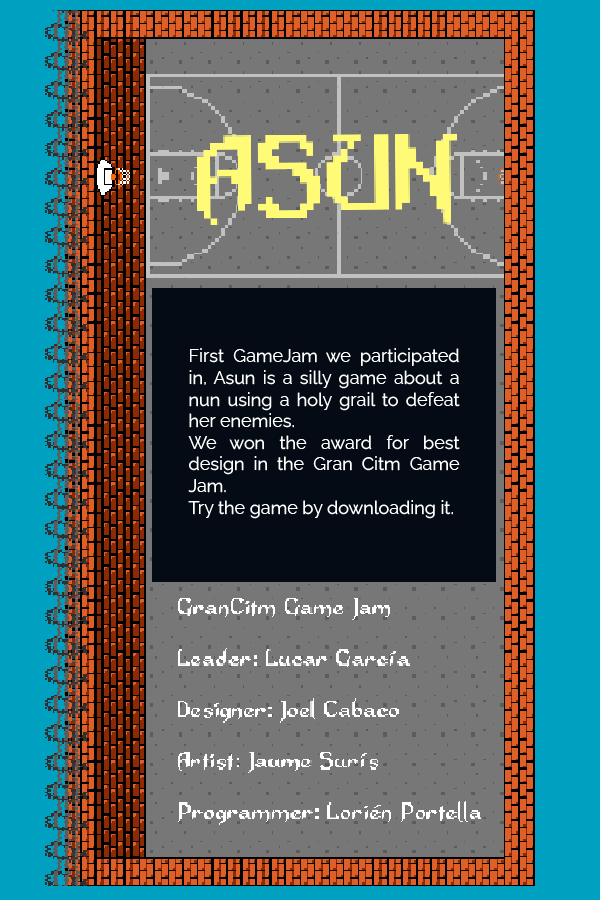 ASUN
First GameJam we participated
in, Asun is a silly game about a
nun using a holy grail to defeat
her enemies.
We won the award for best
design in the Gran Citm Game
Jam.
Try the game by downloading it.
GranCitm Game Jam
Leader: Lucar García
Designer: Joel Cabaco
Artist: Jaume Surís
Programmer: Lorién Portella